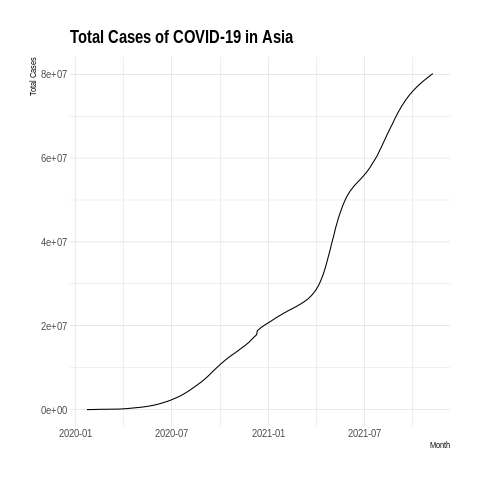 Total Cases of COVID-19 in Asia
Total Cases
8e+07
6e+07
4e+07
2e+07
0e+00
2020-01 2020-07 2021-01 2021-07
Month